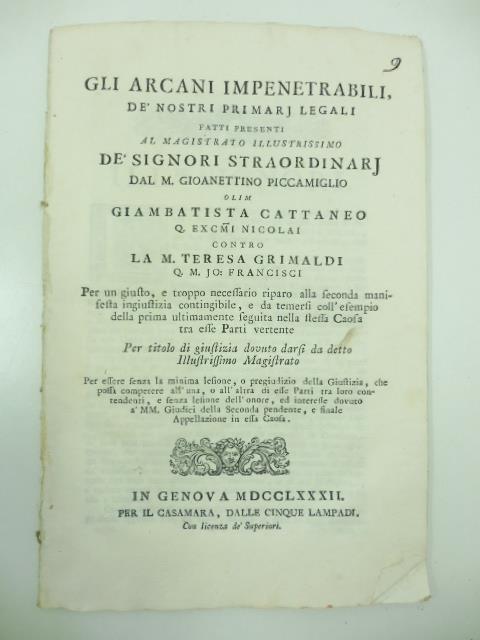 9
GLI ARCANI IMPENETRABILI,
DE' NOSTRI PRIMARJ LEGALI
FATTI PRESENTI
AL MAGISTRATO ILLUSTRISSIMO
DE' SIGNORI STRAORDINARJ
DAL M. GIOANETTINO PICCAMIGLIO
OLIM
GIAMBATISTA CATTANEO
Q. EXCM̃I NICOLAI
CONTRO
LA M. TERESA GRIMALDI
Q. M. JO: FRANCISCI
Per un giuſto, e troppo neceſſario riparo alla ſeconda mani-
feſta ingiuſtizia contingibile, e da temerſi coll' eſempio
della prima ultimamente ſeguita nella ſteſſa Cauſa
tra eſſe Parti vertente
Per titolo di giuſtizia dovuto darſi da detto
Illuſtriſſimo Magiſtrato
Per eſſere ſenza la minima leſione, o pregiudizio della Giuſtizia, che
poſſa competere all' una, o all' altra di eſſe Parti tra loro con-
tendenti, e ſenza leſione dell' onore, ed intereſſe dovuto
a' MM. Giudici della Seconda pendente, e finale
Appellazione in eſſa Cauſa.
IN GENOVA MDCCLXXXII.
PER IL CASAMARA, DALLE CINQUE LAMPADI.
Con licenza de' Superiori.